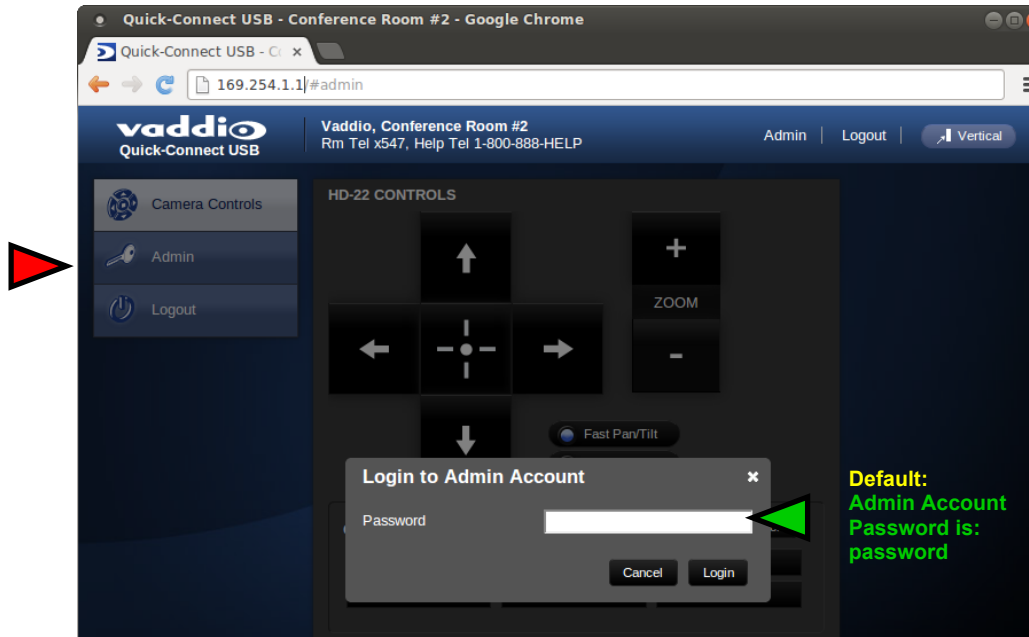 Quick-Connect USB - Conference Room #2 - Google Chrome
Quick-Connect USB - C
169.254.1.1/#admin
vaddio
Quick-Connect USB
Vaddio, Conference Room #2
Rm Tel x547, Help Tel 1-800-888-HELP
Admin
Logout
Vertical
Camera Controls
Admin
Logout
HD-22 CONTROLS
+
ZOOM
-
Fast Pan/Tilt
Login to Admin Account
Password
Cancel
Login
Default:
Admin Account
Password is:
password